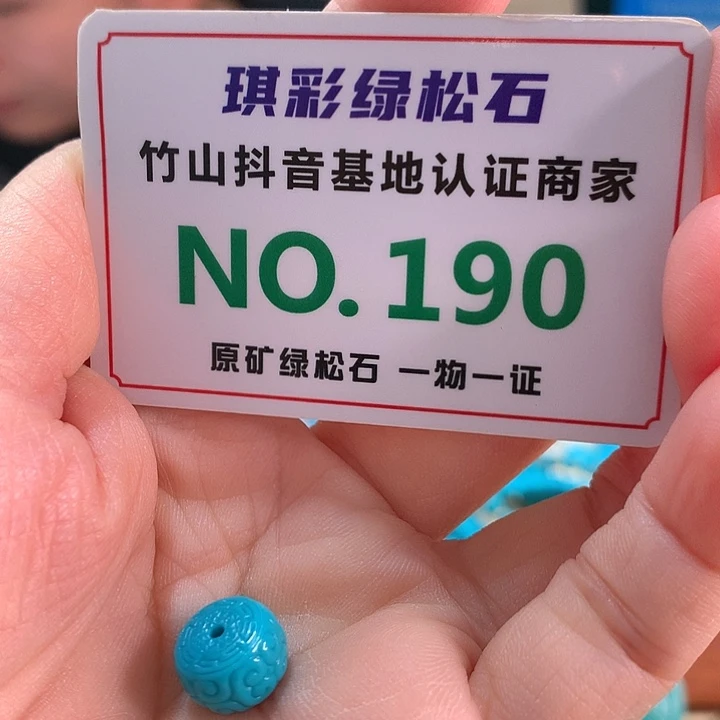 琪彩绿松石
竹山抖音基地认证商家
NO.190
原矿绿松石 一物一证